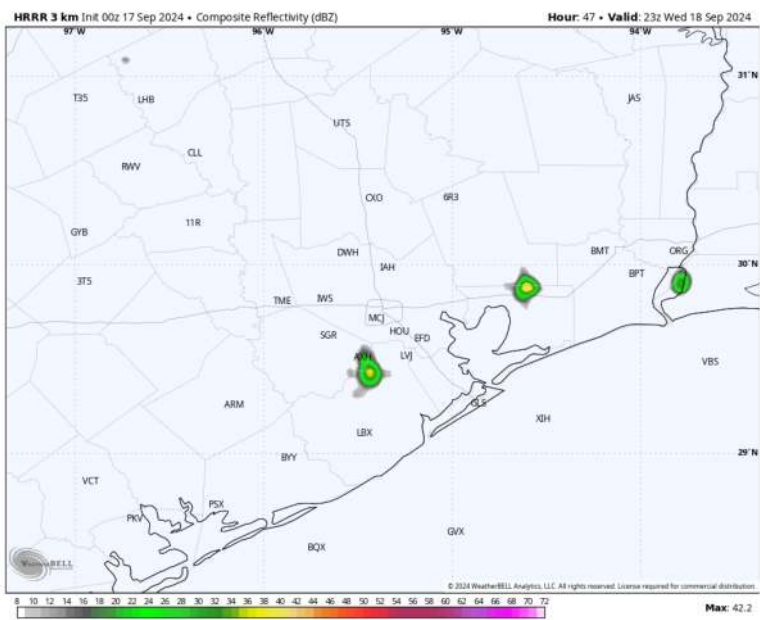 HRRR 3 km Init 00z 17 Sep 2024 • Composite Reflectivity (dBZ) Hour: 47 • Valid: 23z Wed 18 Sep 2024
97°W 96°W 95°W 94°W
31°N
T35 LHB JAS
UTS
CLL
RWV
CXO 6R3
11R
GYB
DWH BMT ORG
IAH 30°N
BPT
3T5
TME IWS
MCJ
SGR HOU EFD
AXH LVJ
VBS
ARM GLS
XIH
LBX
29°N
BYY
VCT
PSX
PKV
GVX
BQX
WeatherBELL
© 2024 WeatherBELL Analytics, LLC. All rights reserved. License required for commercial distribution.
8 10 12 14 16 18 20 22 24 26 28 30 32 34 36 38 40 42 44 46 48 50 52 54 56 58 60 62 64 66 68 70 72
Max: 42.2